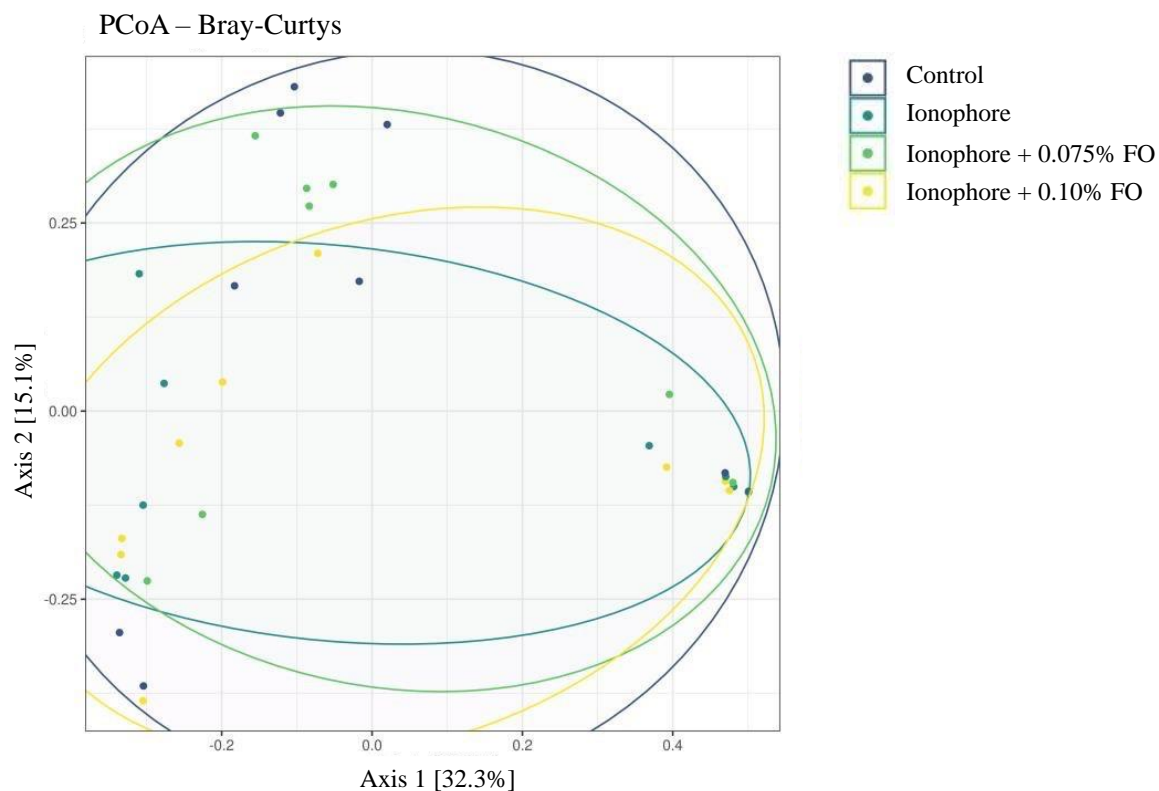 PCoA – Bray-Curtys
Control
Ionophore
Ionophore + 0.075% FO
Ionophore + 0.10% FO
Axis 2 [15.1%]
0.25
0.00
-0.25
-0.2
0.0
0.2
0.4
Axis 1 [32.3%]